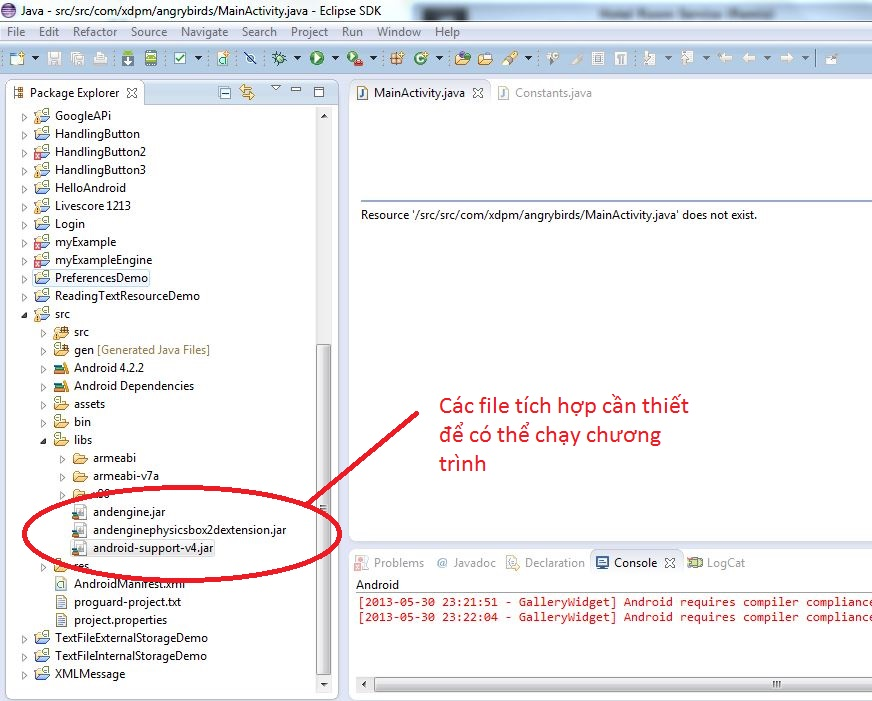 Java - src/src/com/xdpm/angrybirds/MainActivity.java - Eclipse SDK
File Edit Refactor Source Navigate Search Project Run Window Help
Package Explorer
GoogleAPi
HandlingButton
HandlingButton2
HandlingButton3
HelloAndroid
Livescore 1213
Login
myExample
myExampleEngine
PreferencesDemo
ReadingTextResourceDemo
src
src
gen [Generated Java Files]
Android 4.2.2
Android Dependencies
assets
bin
libs
armeabi
armeabi-v7a
andengine.jar
andenginephysicsbox2dextension.jar
android-support-v4.jar
res
AndroidManifest.xml
proguard-project.txt
project.properties
TextFileExternalStorageDemo
TextFileInternalStorageDemo
XMLMessage
MainActivity.java Constants.java
Resource '/src/src/com/xdpm/angrybirds/MainActivity.java' does not exist.
Các file tích hợp cần thiết
để có thể chạy chương
trình
Problems @ Javadoc Declaration Console LogCat
Android
[2013-05-30 23:21:51 - GalleryWidget] Android requires compiler compliance
[2013-05-30 23:22:04 - GalleryWidget] Android requires compiler compliance